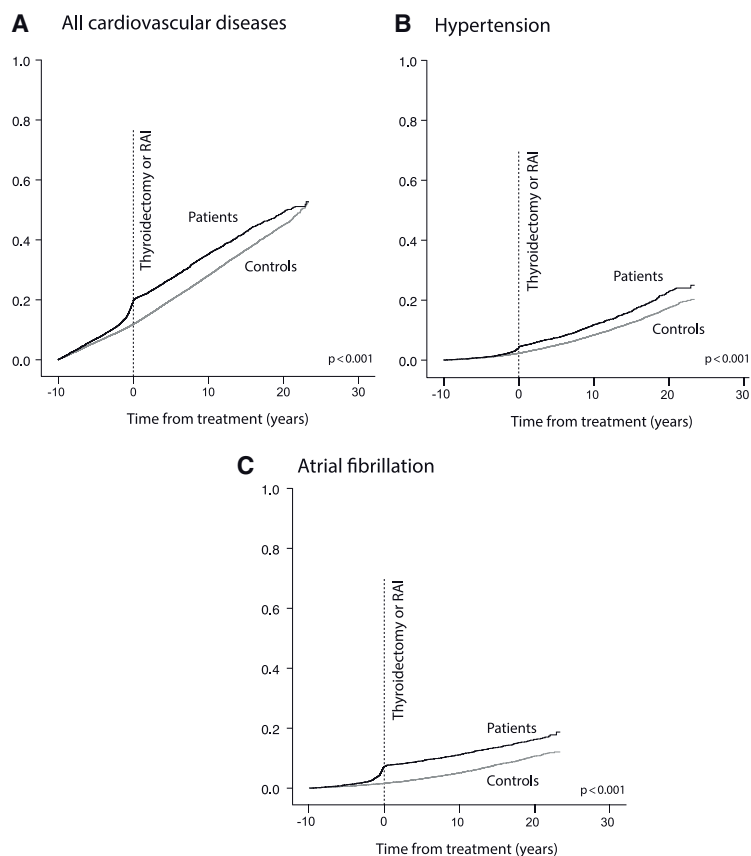 A All cardiovascular diseases
1.0
0.8
0.6
0.4
0.2
0.0
Thyroidectomy or RAI
Patients
Controls
p<0.001
-10 0 10 20 30
Time from treatment (years)
B Hypertension
1.0
0.8
0.6
0.4
0.2
0.0
Thyroidectomy or RAI
Patients
Controls
p<0.001
-10 0 10 20 30
Time from treatment (years)
C Atrial fibrillation
1.0
0.8
0.6
0.4
0.2
0.0
Thyroidectomy or RAI
Patients
Controls
p<0.001
-10 0 10 20 30
Time from treatment (years)